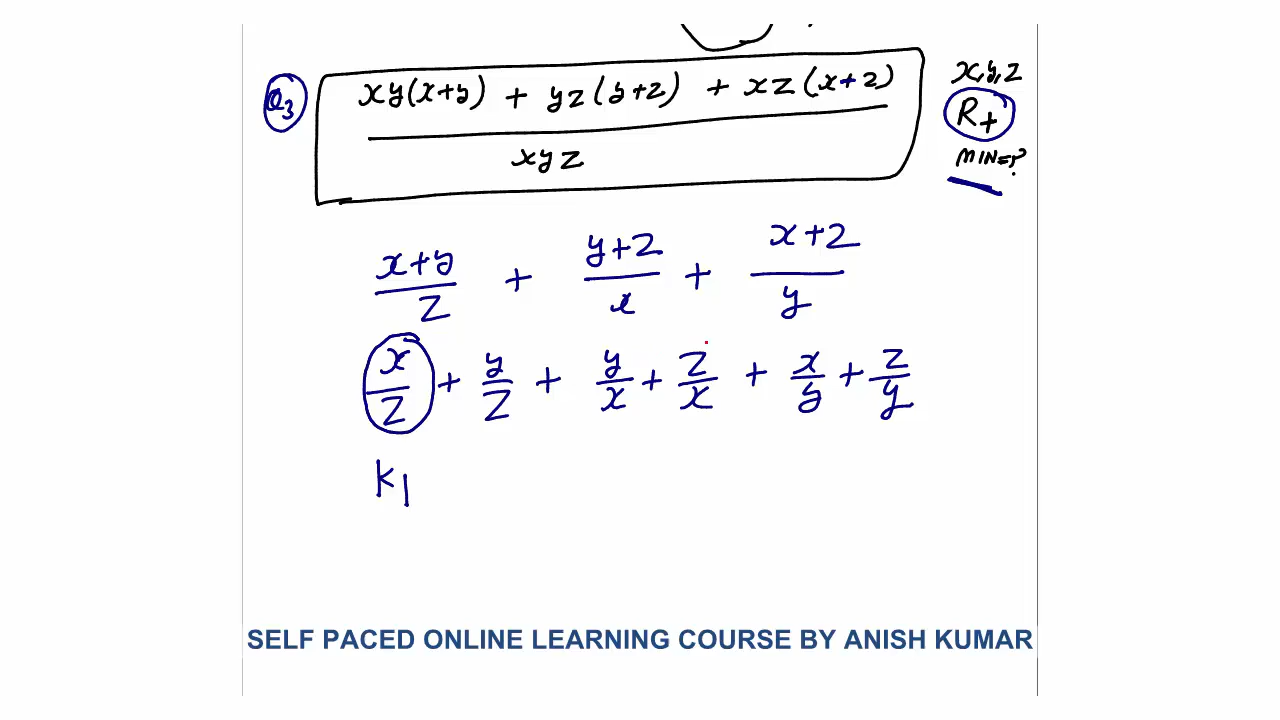 Q3 xy(x+y) + yz(y+z) + xz(x+z) x,y,z
xyz R+
MIN=?
x+y/z + y+z/x + x+z/y
x/z + y/z + y/x + z/x + x/y + z/y
K1
SELF PACED ONLINE LEARNING COURSE BY ANISH KUMAR